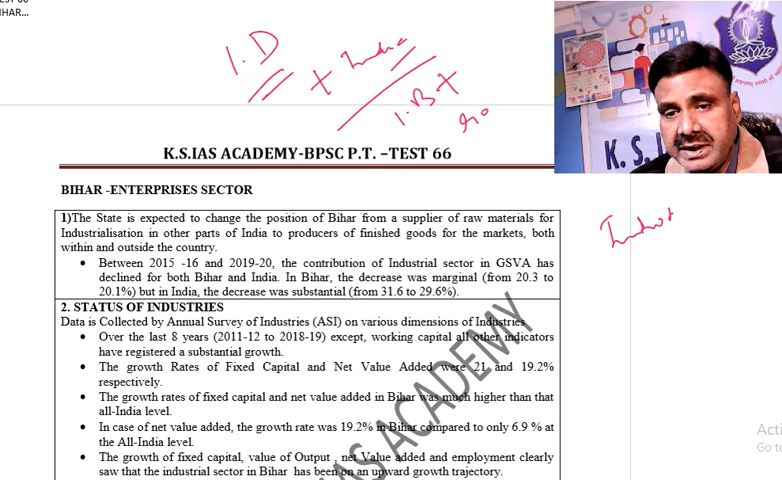 IHAR...
I.D
+ India
I.B +
K.S.IAS ACADEMY-BPSC P.T. –TEST 66
K. S. I
BIHAR -ENTERPRISES SECTOR
1)The State is expected to change the position of Bihar from a supplier of raw materials for
Industrialisation in other parts of India to producers of finished goods for the markets, both
within and outside the country.
• Between 2015 -16 and 2019-20, the contribution of Industrial sector in GSVA has
declined for both Bihar and India. In Bihar, the decrease was marginal (from 20.3 to
20.1%) but in India, the decrease was substantial (from 31.6 to 29.6%).
2. STATUS OF INDUSTRIES
Data is Collected by Annual Survey of Industries (ASI) on various dimensions of Industries
• Over the last 8 years (2011-12 to 2018-19) except, working capital all other indicators
have registered a substantial growth.
• The growth Rates of Fixed Capital and Net Value Added were 21 and 19.2%
respectively.
• The growth rates of fixed capital and net value added in Bihar was much higher than that
all-India level.
• In case of net value added, the growth rate was 19.2% in Bihar compared to only 6.9 % at
the All-India level.
• The growth of fixed capital, value of Output , net Value added and employment clearly
saw that the industrial sector in Bihar has been on an upward growth trajectory.
IAS ACADEMY
Acti
Go to